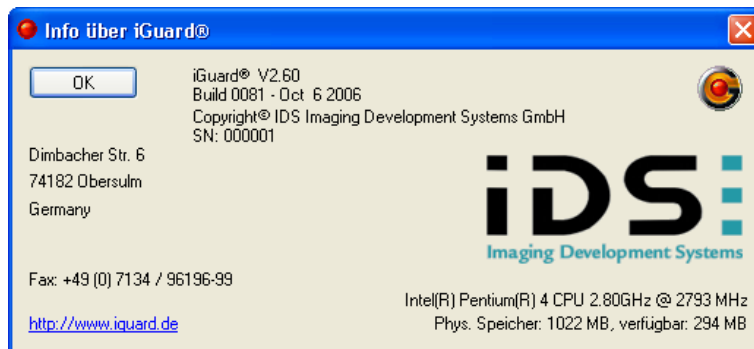 Info über iGuard®
OK
iGuard® V2.60
Build 0081 - Oct 6 2006
Copyright© IDS Imaging Development Systems GmbH
SN: 000001
Dimbacher Str. 6
74182 Obersulm
Germany
iDS
Imaging Development Systems
Fax: +49 (0) 7134 / 96196-99
Intel(R) Pentium(R) 4 CPU 2.80GHz @ 2793 MHz
http://www.iguard.de
Phys. Speicher: 1022 MB, verfügbar: 294 MB